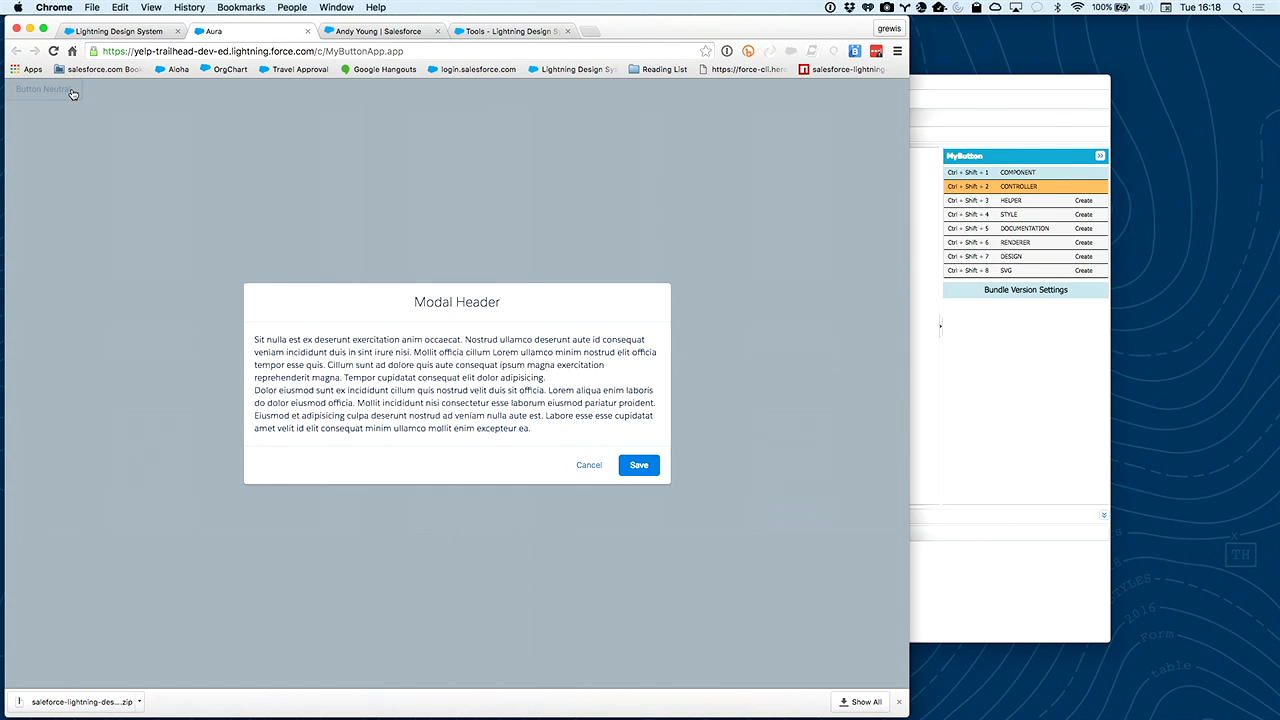 Chrome File Edit View History Bookmarks People Window Help 100% Tue 16:18
Lightning Design System Aura Andy Young | Salesforce Tools - Lightning Design Sy grewis
https://yelp-trailhead-dev-ed.lightning.force.com/c/MyButtonApp.app
Apps salesforce.com Book Aloha OrgChart Travel Approval Google Hangouts login.salesforce.com Lightning Design Sy Reading List https://force-cli.hero salesforce-lightning
Button Neutral
MyButton
Ctrl + Shift + 1 COMPONENT
Ctrl + Shift + 2 CONTROLLER
Ctrl + Shift + 3 HELPER Create
Ctrl + Shift + 4 STYLE Create
Ctrl + Shift + 5 DOCUMENTATION Create
Ctrl + Shift + 6 RENDERER Create
Ctrl + Shift + 7 DESIGN Create
Ctrl + Shift + 8 SVG Create
Bundle Version Settings
Modal Header
Sit nulla est ex deserunt exercitation anim occaecat. Nostrud ullamco deserunt aute id consequat
veniam incididunt duis in sint irure nisi. Mollit officia cillum Lorem ullamco minim nostrud elit officia
tempor esse quis. Cillum sunt ad dolore quis aute consequat ipsum magna exercitation
reprehenderit magna. Tempor cupidatat consequat elit dolor adipisicing.
Dolor eiusmod sunt ex incididunt cillum quis nostrud velit duis sit officia. Lorem aliqua enim laboris
do dolor eiusmod officia. Mollit incididunt nisi consectetur esse laborum eiusmod pariatur proident.
Eiusmod et adipisicing culpa deserunt nostrud ad veniam nulla aute est. Labore esse esse cupidatat
amet velit id elit consequat minim ullamco mollit enim excepteur ea.
Cancel Save
TH
STYLES
2016
Form
table
salesforce-lightning-des....zip Show All